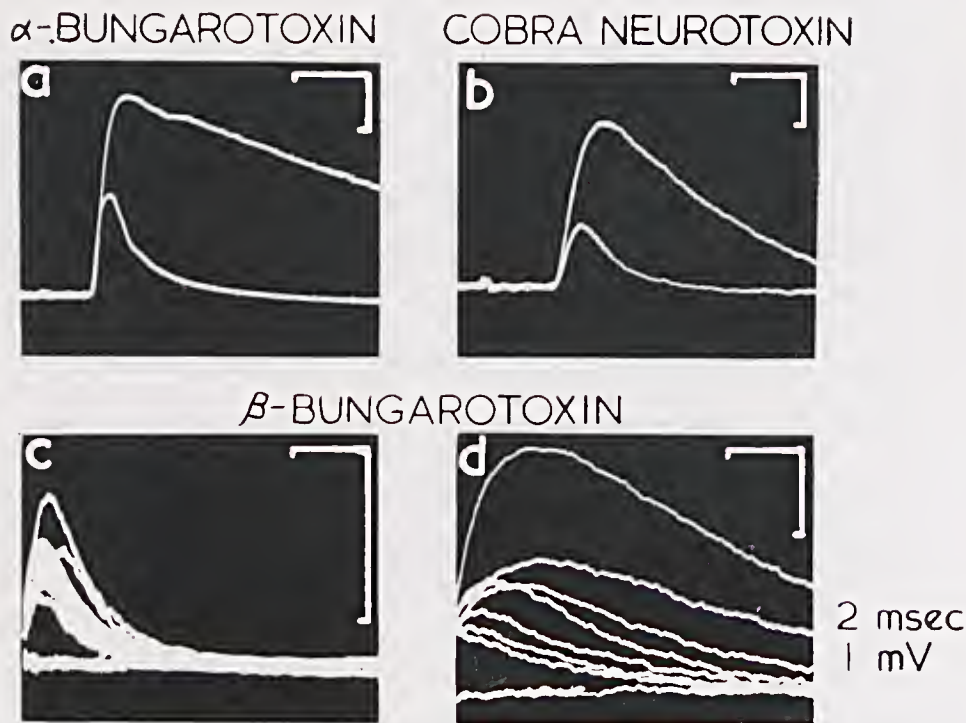 α-BUNGAROTOXIN
COBRA NEUROTOXIN
a
b
β-BUNGAROTOXIN
c
d
2 msec
1 mV